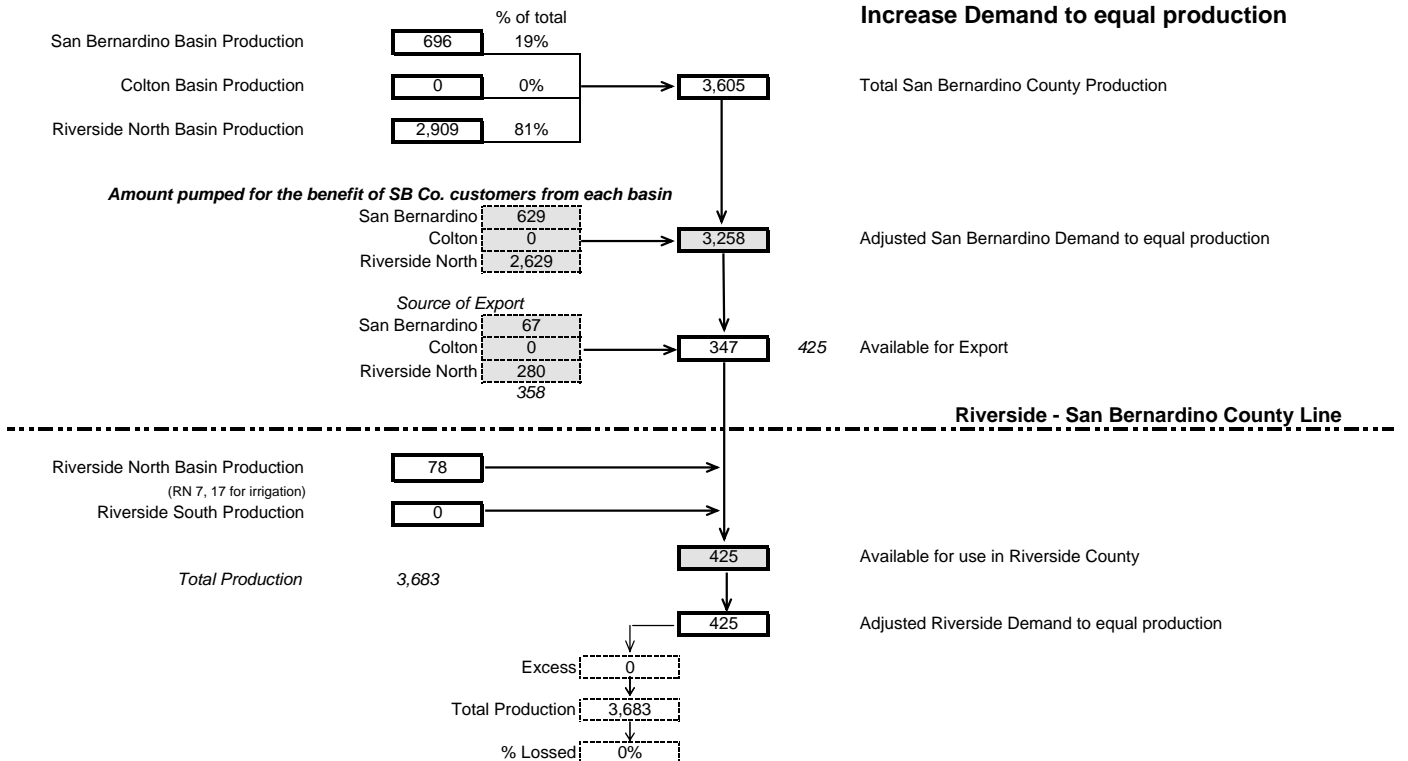 % of total
Increase Demand to equal production
San Bernardino Basin Production 696 19%
Colton Basin Production 0 0% 3,605 Total San Bernardino County Production
Riverside North Basin Production 2,909 81%
Amount pumped for the benefit of SB Co. customers from each basin
San Bernardino 629
Colton 0 3,258 Adjusted San Bernardino Demand to equal production
Riverside North 2,629
Source of Export
San Bernardino 67
Colton 0 347 425 Available for Export
Riverside North 280
358
Riverside - San Bernardino County Line
Riverside North Basin Production 78
(RN 7, 17 for irrigation)
Riverside South Production 0
425 Available for use in Riverside County
Total Production 3,683
425 Adjusted Riverside Demand to equal production
Excess 0
Total Production 3,683
% Lossed 0%